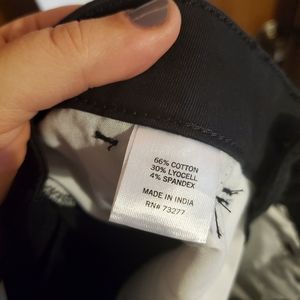 66% COTTON
30% LYOCELL
4% SPANDEX
MADE IN INDIA
RN# 73277